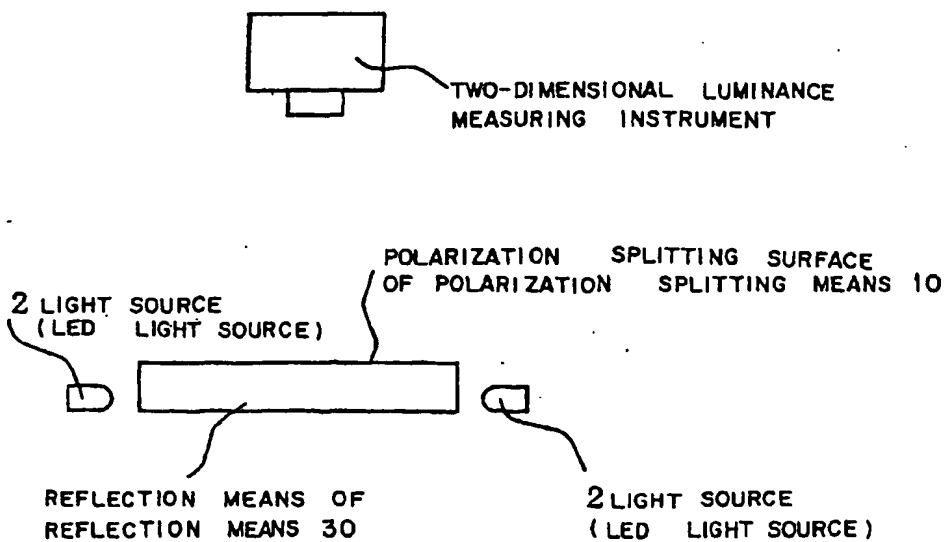 TWO-DIMENSIONAL LUMINANCE
MEASURING INSTRUMENT
POLARIZATION SPLITTING SURFACE
OF POLARIZATION SPLITTING MEANS 10
2 LIGHT SOURCE
(LED LIGHT SOURCE)
REFLECTION MEANS OF
REFLECTION MEANS 30
2 LIGHT SOURCE
(LED LIGHT SOURCE)